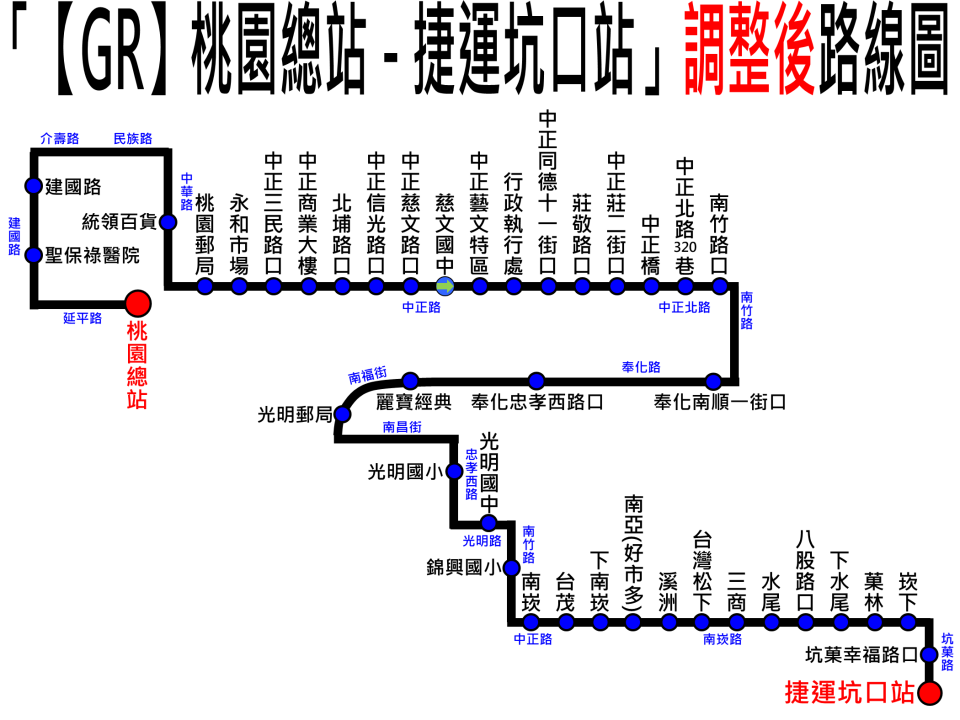 「【GR】桃園總站 - 捷運坑口站」調整後路線圖
介壽路
民族路
建國路
建國路
聖保祿醫院
統領百貨
中華路
延平路
桃園總站
桃園郵局
永和市場
中正三民路口
中正商業大樓
北埔路口
中正信光路口
中正慈文路口
慈文國中
中正藝文特區
行政執行處
中正同德十一街口
莊敬路口
中正莊二街口
中正橋
中正北路320巷
南竹路口
中正路
中正北路
南竹路
奉化路
奉化南順一街口
奉化忠孝西路口
麗寶經典
南福街
光明郵局
南昌街
光明國小
忠孝西路
光明國中
光明路
南竹路
錦興國小
南崁
台茂
下南崁
南亞(好市多)
溪洲
台灣松下
三商
水尾
八股路口
下水尾
菓林
崁下
中正路
南崁路
坑菓路
坑菓幸福路口
捷運坑口站